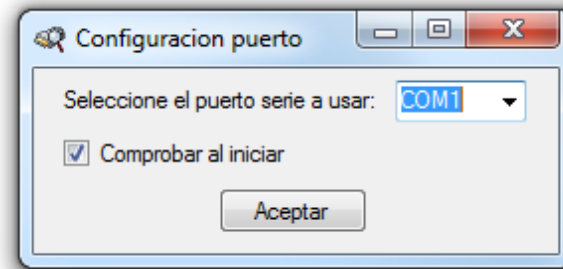 Configuracion puerto
Seleccione el puerto serie a usar: COM1
Comprobar al iniciar
Aceptar